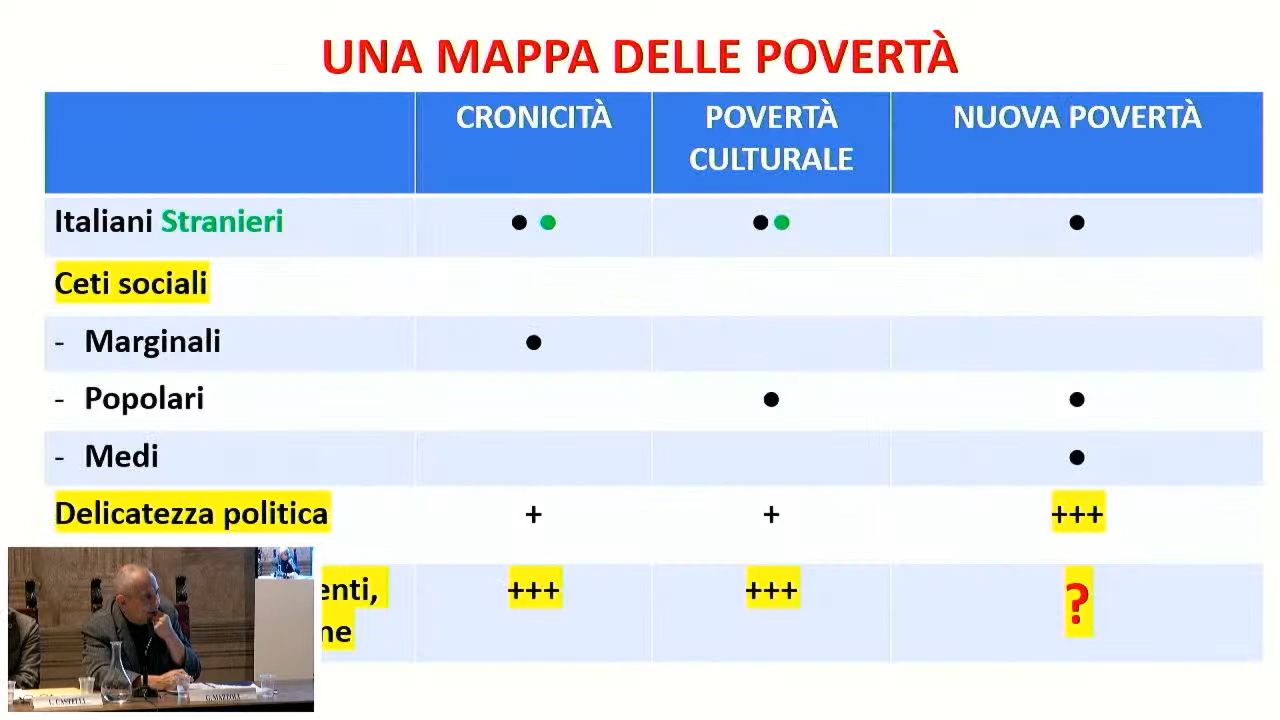 UNA MAPPA DELLE POVERTÀ
CRONICITÀ POVERTÀ CULTURALE NUOVA POVERTÀ
Italiani Stranieri ● ● ● ● ●
Ceti sociali
- Marginali ●
- Popolari ● ●
- Medi ●
Delicatezza politica + + +++
enti, +++ +++ ?
ne